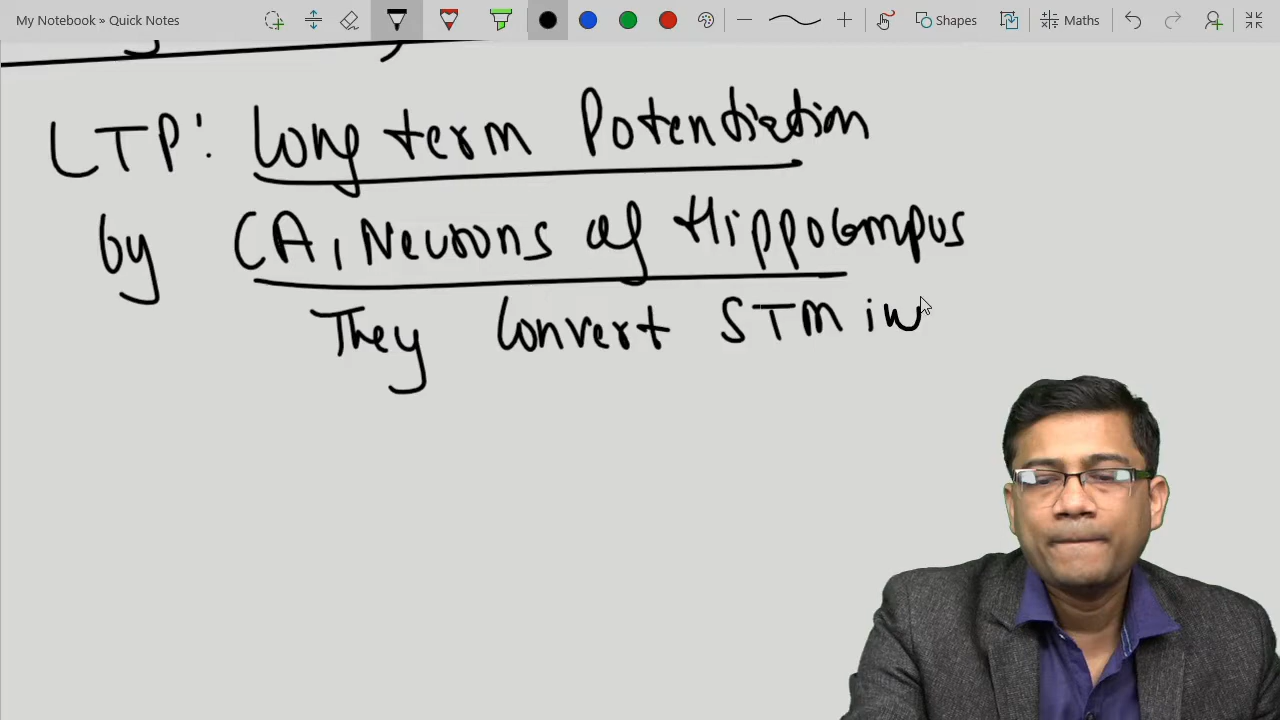 My Notebook » Quick Notes Shapes Maths
LTP: Long term Potentiation
by CA1 Neurons of Hippocampus
They Convert STM in